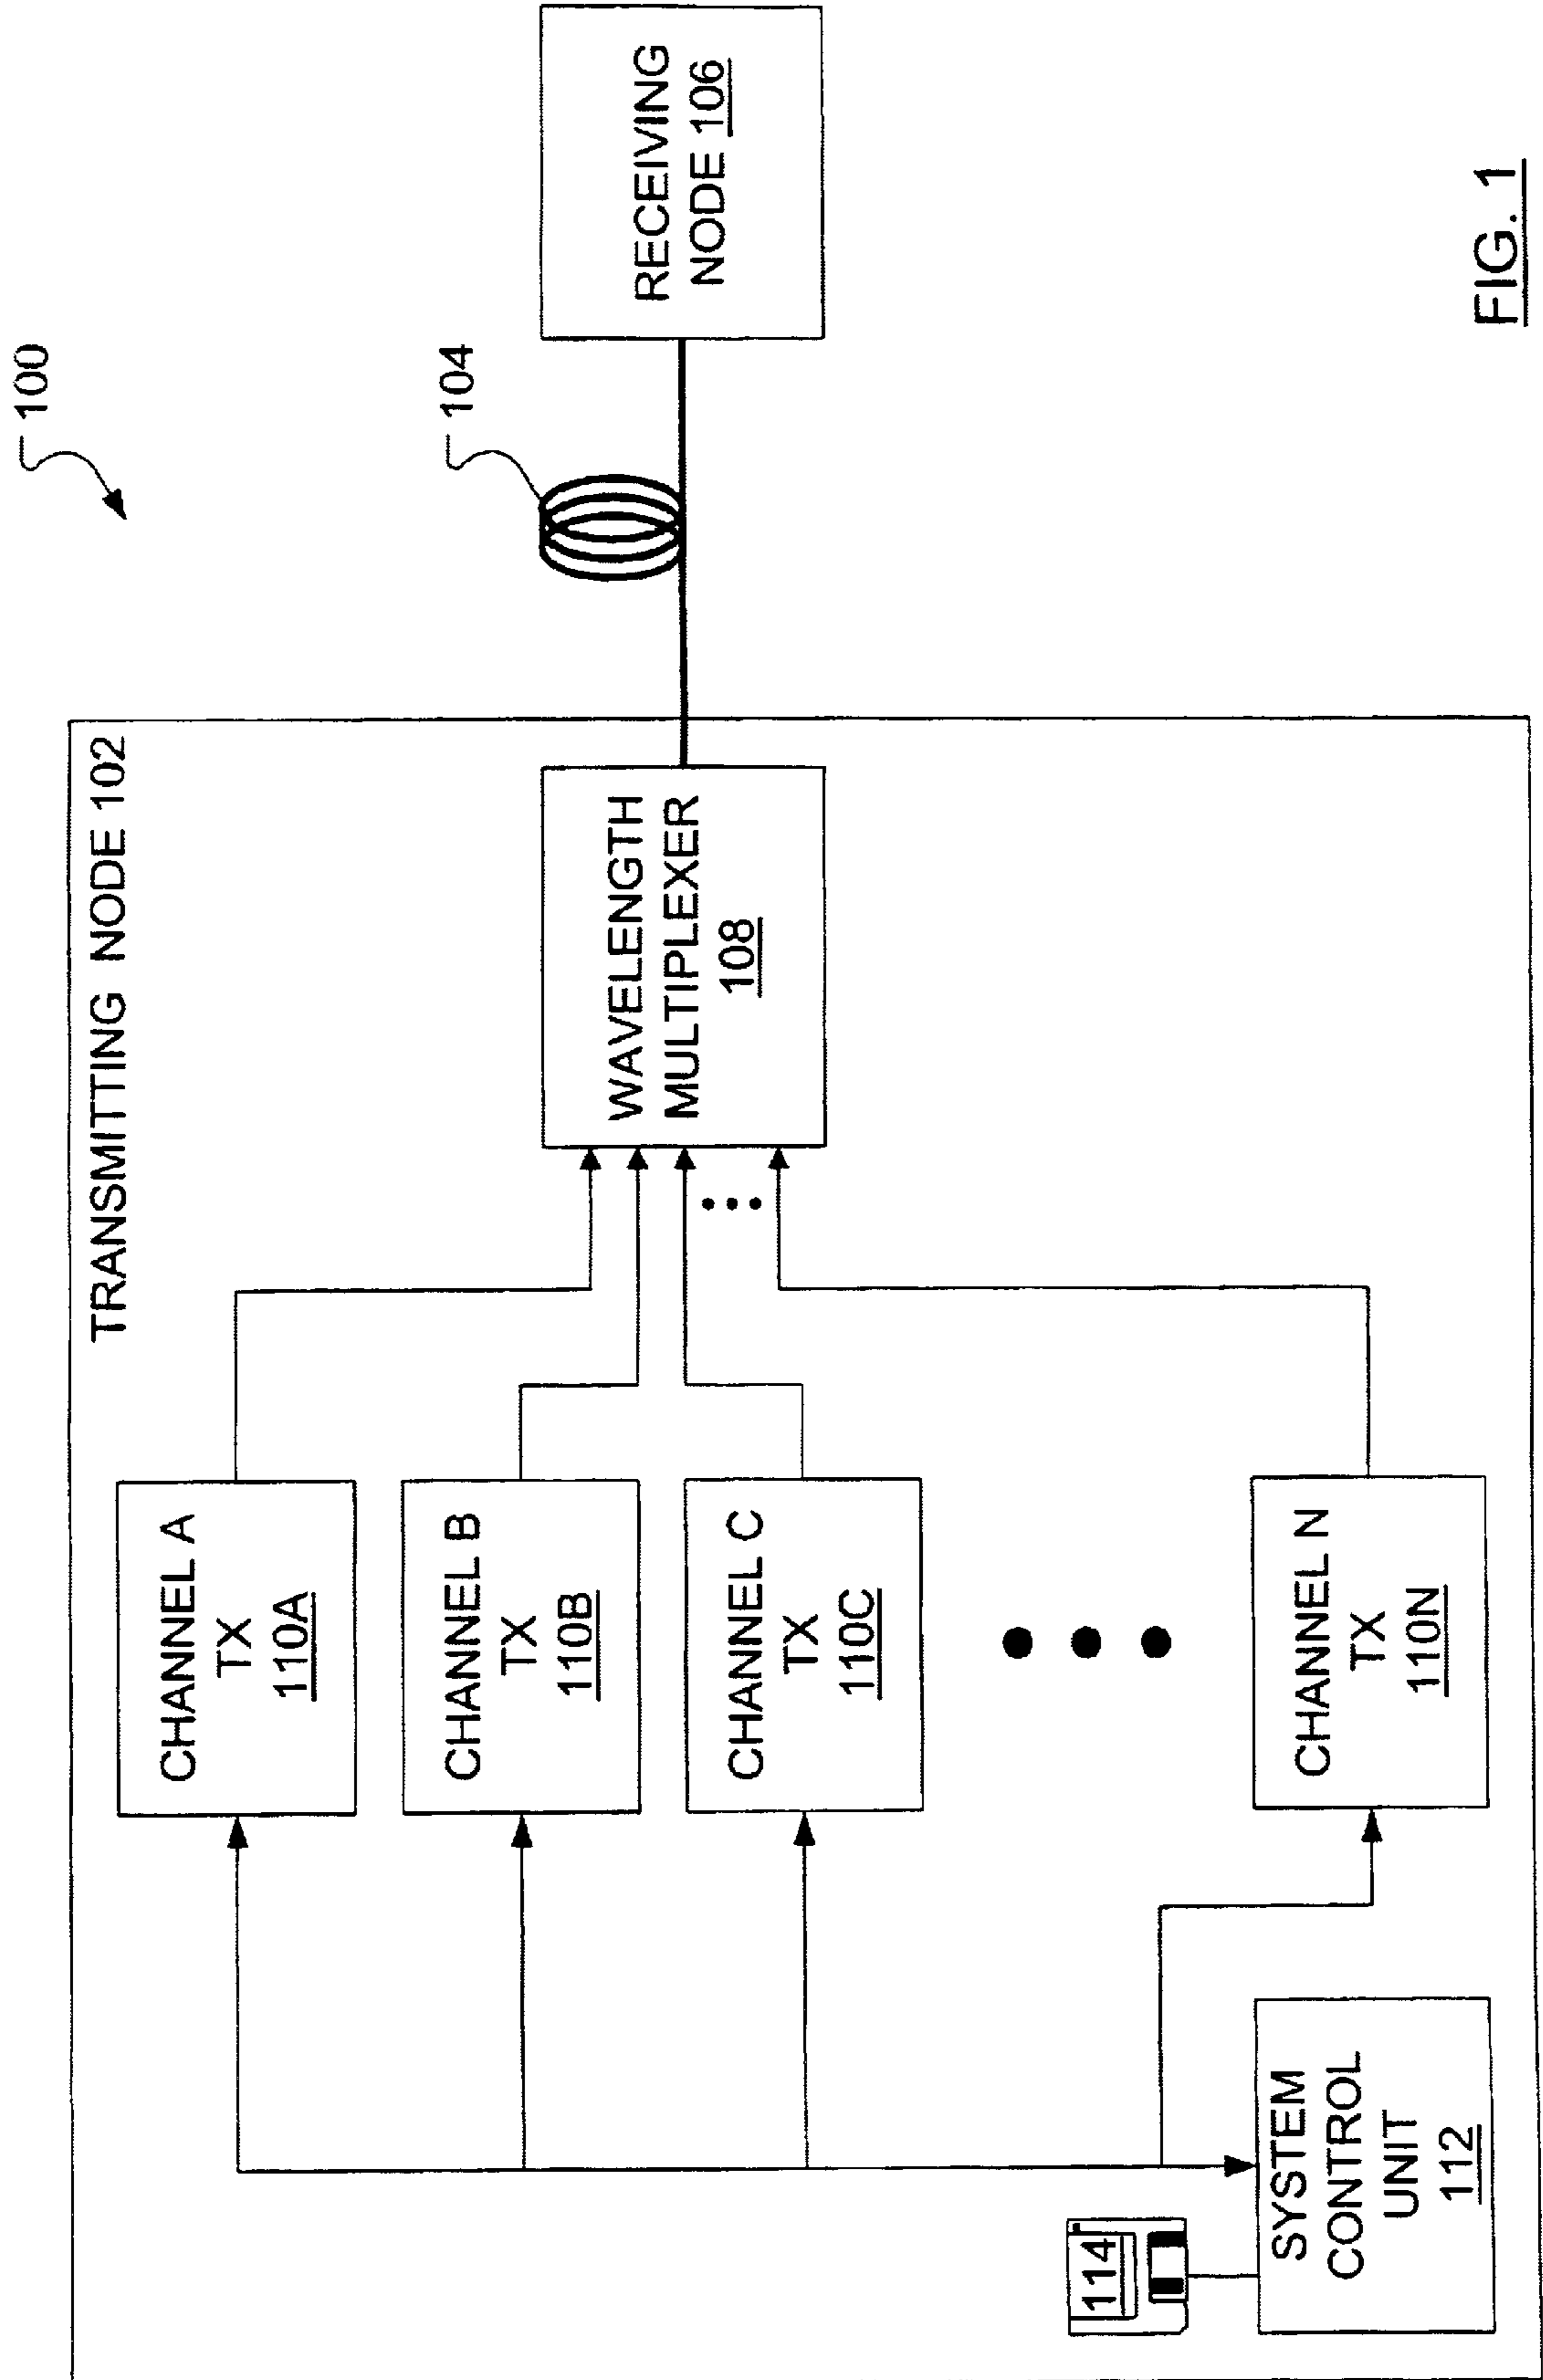 100
TRANSMITTING NODE 102
CHANNEL A
TX
110A
CHANNEL B
TX
110B
CHANNEL C
TX
110C
CHANNEL N
TX
110N
SYSTEM
CONTROL
UNIT
112
114
WAVELENGTH
MULTIPLEXER
108
104
RECEIVING
NODE 106
FIG. 1